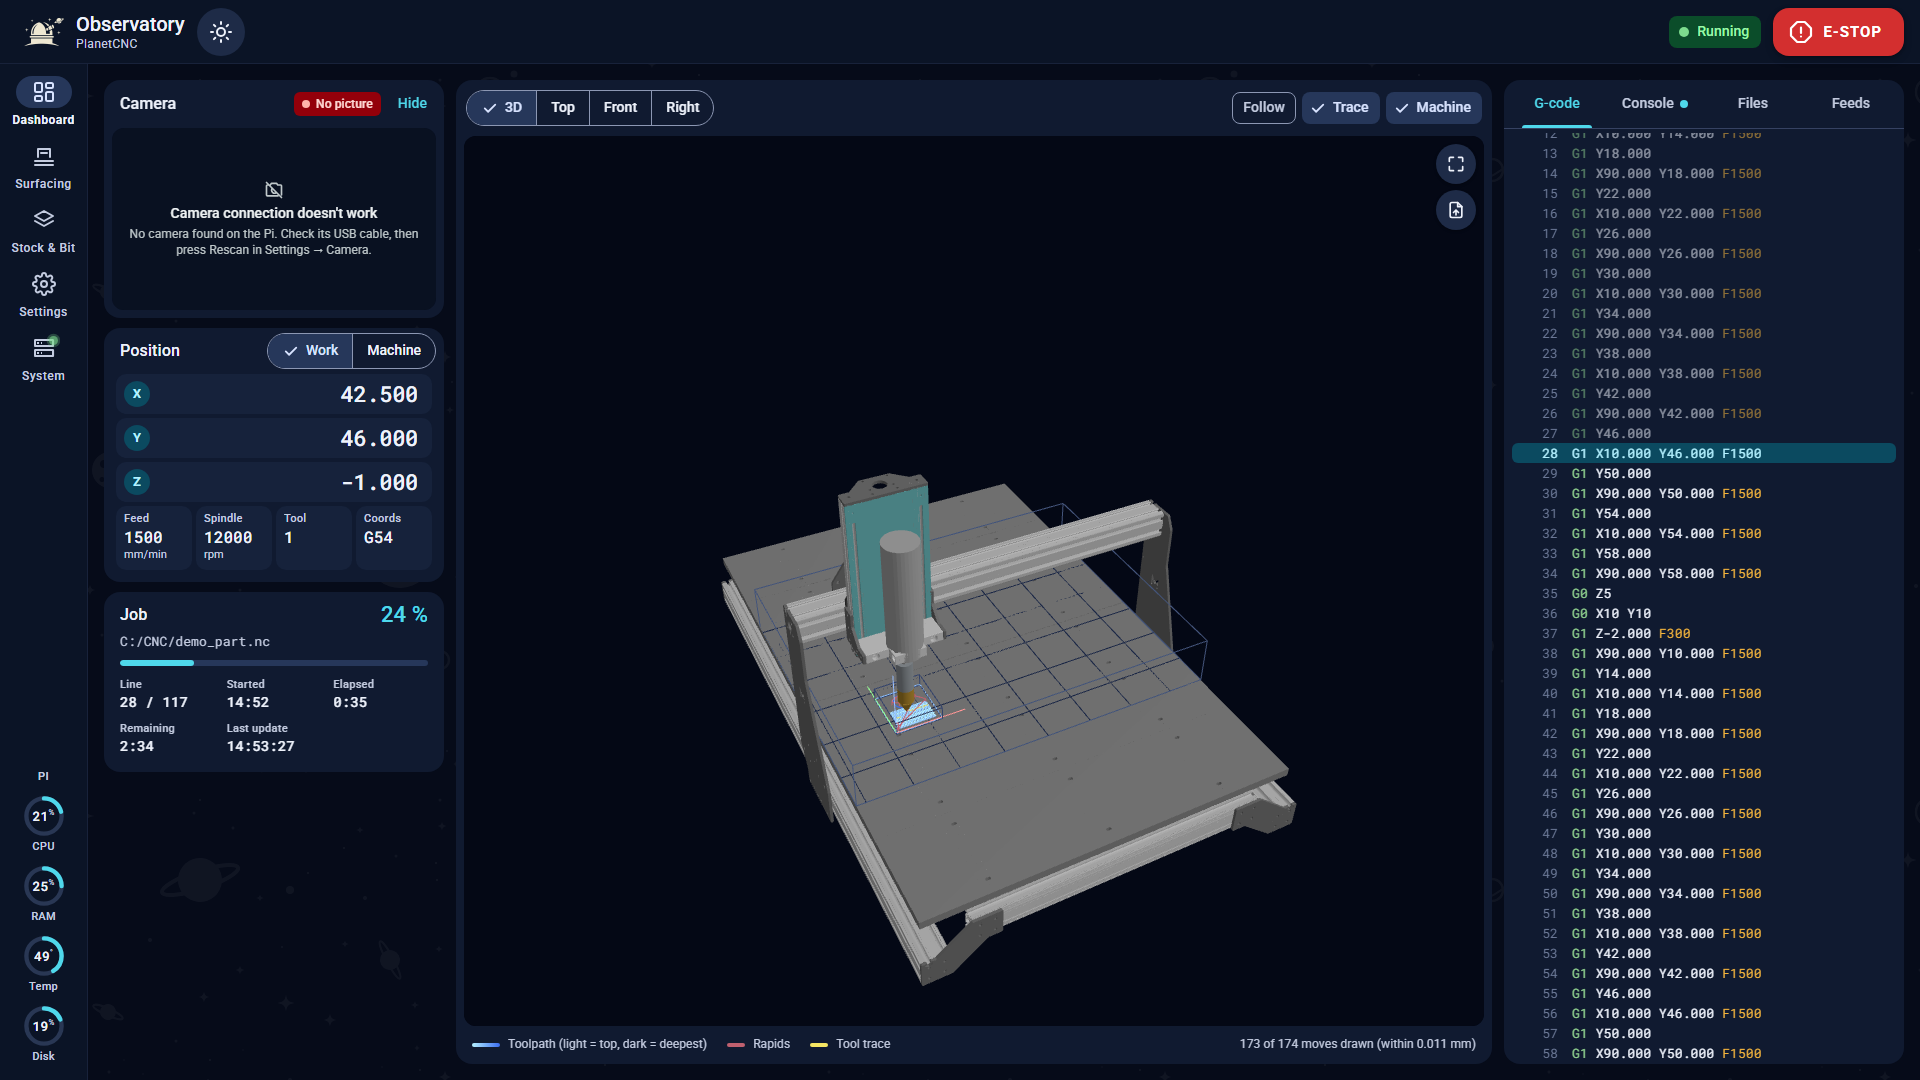 Observatory
PlanetCNC
Running
E-STOP
Dashboard
Surfacing
Stock & Bit
Settings
System
PI
21%
CPU
25%
RAM
49°
Temp
19%
Disk
Camera
No picture
Hide
Camera connection doesn't work
No camera found on the Pi. Check its USB cable, then
press Rescan in Settings → Camera.
Position
Work
Machine
X 42.500
Y 46.000
Z -1.000
Feed
1500
mm/min
Spindle
12000
rpm
Tool
1
Coords
G54
Job
24 %
C:/CNC/demo_part.nc
Line
28 / 117
Started
14:52
Elapsed
0:35
Remaining
2:34
Last update
14:53:27
3D
Top
Front
Right
Follow
Trace
Machine
Toolpath (light = top, dark = deepest)
Rapids
Tool trace
173 of 174 moves drawn (within 0.011 mm)
G-code
Console
Files
Feeds
12 G1 X10.000 Y14.000 F1500
13 G1 Y18.000
14 G1 X90.000 Y18.000 F1500
15 G1 Y22.000
16 G1 X10.000 Y22.000 F1500
17 G1 Y26.000
18 G1 X90.000 Y26.000 F1500
19 G1 Y30.000
20 G1 X10.000 Y30.000 F1500
21 G1 Y34.000
22 G1 X90.000 Y34.000 F1500
23 G1 Y38.000
24 G1 X10.000 Y38.000 F1500
25 G1 Y42.000
26 G1 X90.000 Y42.000 F1500
27 G1 Y46.000
28 G1 X10.000 Y46.000 F1500
29 G1 Y50.000
30 G1 X90.000 Y50.000 F1500
31 G1 Y54.000
32 G1 X10.000 Y54.000 F1500
33 G1 Y58.000
34 G1 X90.000 Y58.000 F1500
35 G0 Z5
36 G0 X10 Y10
37 G1 Z-2.000 F300
38 G1 X90.000 Y10.000 F1500
39 G1 Y14.000
40 G1 X10.000 Y14.000 F1500
41 G1 Y18.000
42 G1 X90.000 Y18.000 F1500
43 G1 Y22.000
44 G1 X10.000 Y22.000 F1500
45 G1 Y26.000
46 G1 X90.000 Y26.000 F1500
47 G1 Y30.000
48 G1 X10.000 Y30.000 F1500
49 G1 Y34.000
50 G1 X90.000 Y34.000 F1500
51 G1 Y38.000
52 G1 X10.000 Y38.000 F1500
53 G1 Y42.000
54 G1 X90.000 Y42.000 F1500
55 G1 Y46.000
56 G1 X10.000 Y46.000 F1500
57 G1 Y50.000
58 G1 X90.000 Y50.000 F1500